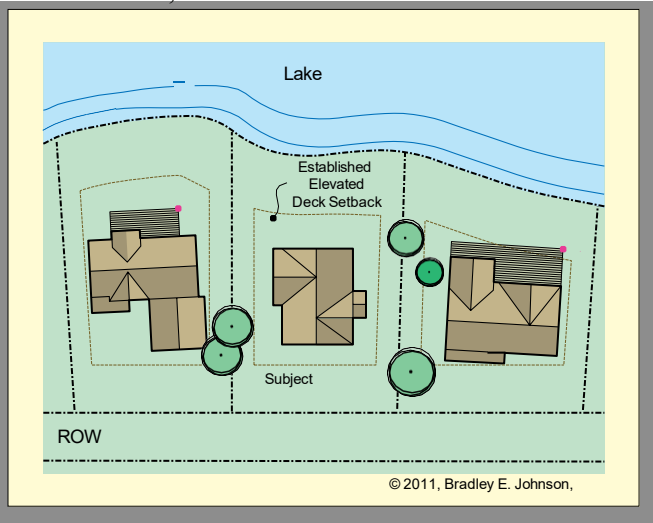 Lake
Established
Elevated
Deck Setback
Subject
ROW
© 2011, Bradley E. Johnson,